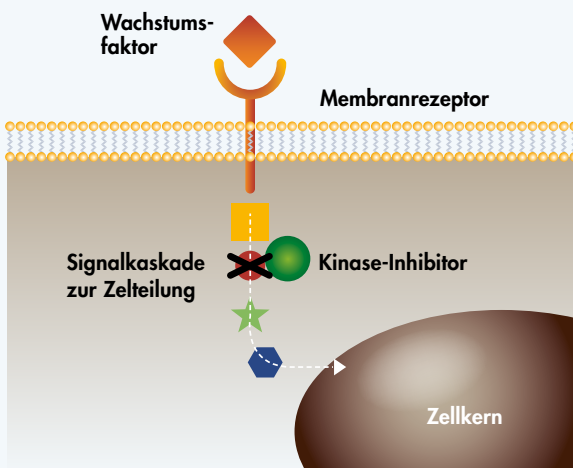 Wachstums-
faktor
Membranrezeptor
Signalkaskade
zur Zelteilung
Kinase-Inhibitor
Zellkern